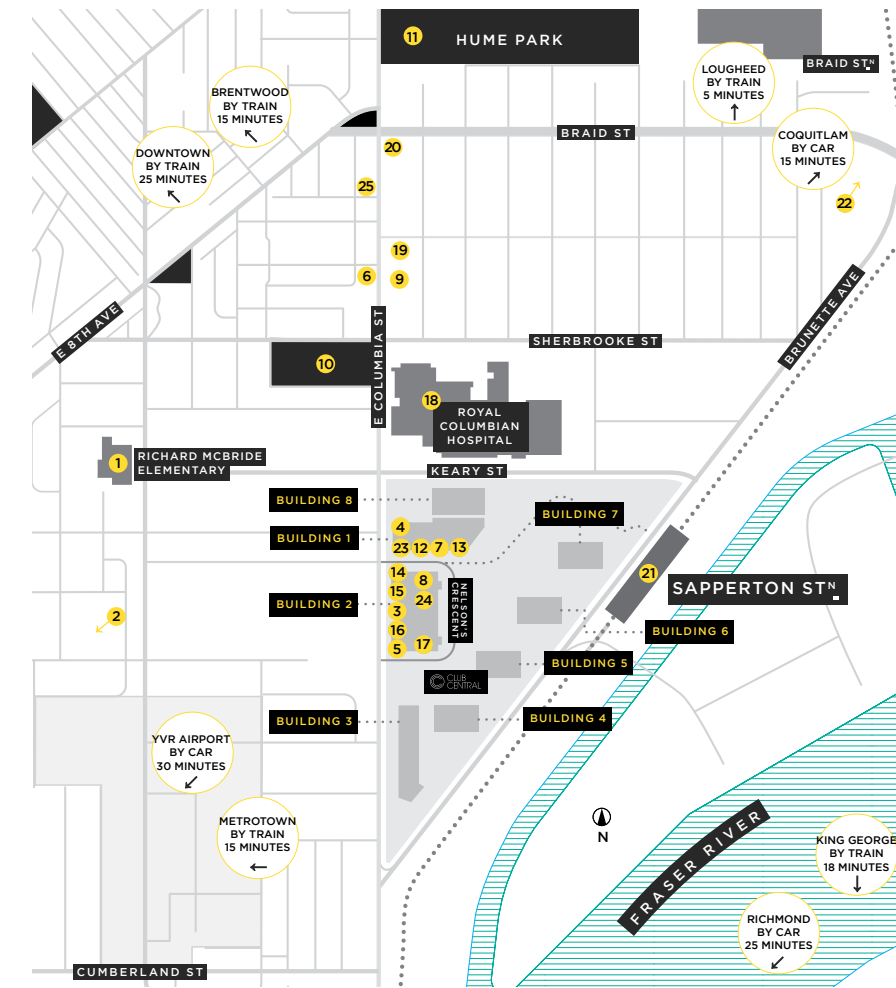 11
HUME PARK
BRAID ST N
LOUGHEED
BY TRAIN
5 MINUTES
BRENTWOOD
BY TRAIN
15 MINUTES
BRAID ST
COQUITLAM
BY CAR
15 MINUTES
20
DOWNTOWN
BY TRAIN
25 MINUTES
25
22
19
6
9
E 8TH AVE
E COLUMBIA ST
SHERBROOKE ST
BRUNETTE AVE
10
18
ROYAL
COLUMBIAN
HOSPITAL
1
RICHARD MCBRIDE
ELEMENTARY
KEARY ST
BUILDING 8
BUILDING 7
4
BUILDING 1
23
12
7
13
14
8
21
SAPPERTON ST N
15
24
BUILDING 2
3
NELSON'S
CRESCENT
2
16
BUILDING 6
17
5
BUILDING 5
CLUB
CENTRAL
BUILDING 3
BUILDING 4
YVR AIRPORT
BY CAR
30 MINUTES
METROTOWN
BY TRAIN
15 MINUTES
N
FRASER RIVER
KING GEORGE
BY TRAIN
18 MINUTES
RICHMOND
BY CAR
25 MINUTES
CUMBERLAND ST